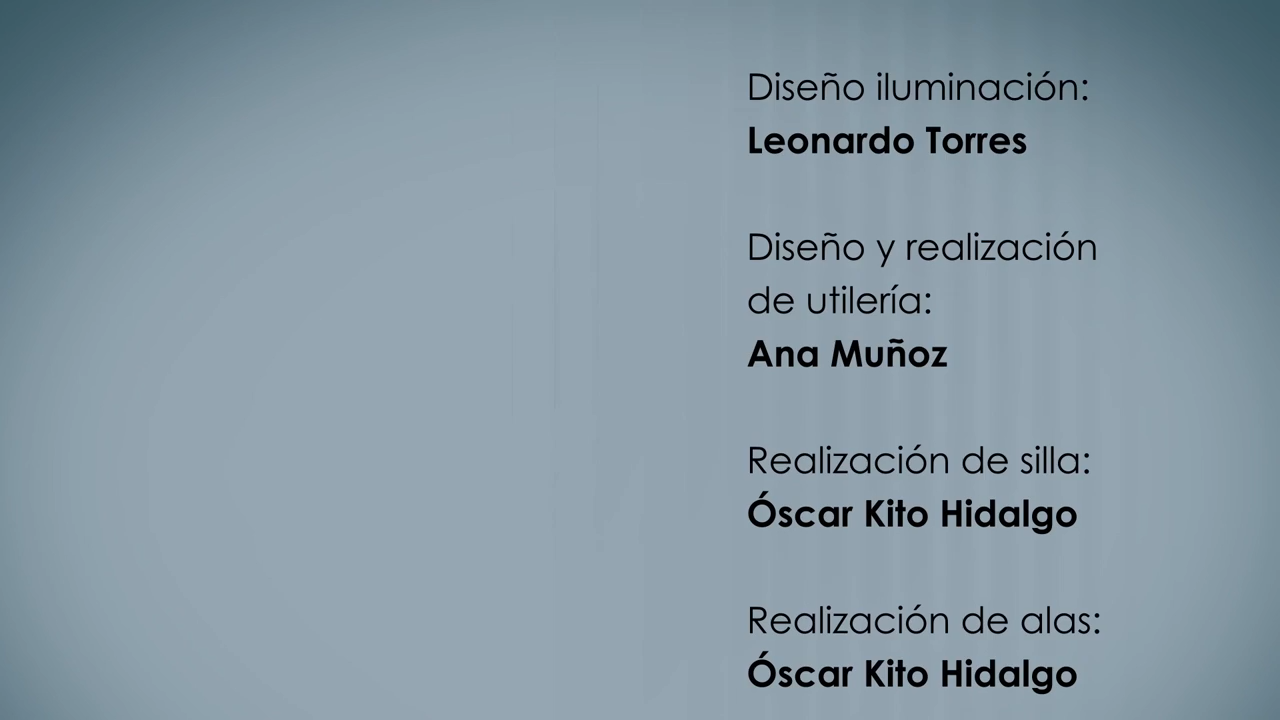 Diseño iluminación:
Leonardo Torres
Diseño y realización
de utilería:
Ana Muñoz
Realización de silla:
Óscar Kito Hidalgo
Realización de alas:
Óscar Kito Hidalgo